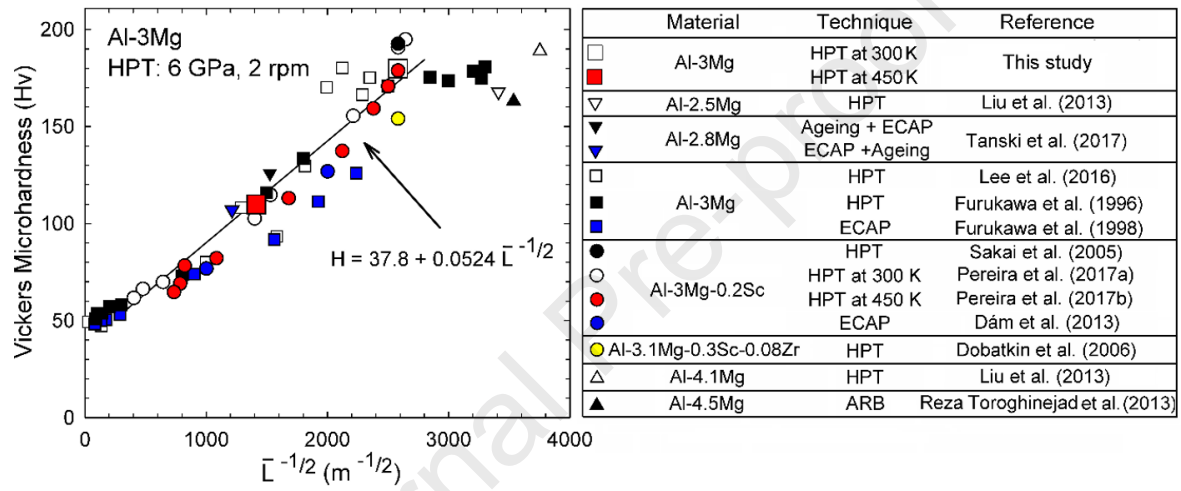 Al-3Mg
HPT: 6 GPa, 2 rpm
H = 37.8 + 0.0524 L̄ -1/2
Vickers Microhardness (Hv)
200
150
100
50
0
0 1000 2000 3000 4000
L̄ -1/2 (m -1/2)
Material Technique Reference
Al-3Mg HPT at 300 K This study
HPT at 450 K
Al-2.5Mg HPT Liu et al. (2013)
Al-2.8Mg Ageing + ECAP Tanski et al. (2017)
ECAP +Ageing
Al-3Mg HPT Lee et al. (2016)
HPT Furukawa et al. (1996)
ECAP Furukawa et al. (1998)
Al-3Mg-0.2Sc HPT Sakai et al. (2005)
HPT at 300 K Pereira et al. (2017a)
HPT at 450 K Pereira et al. (2017b)
ECAP Dám et al. (2013)
Al-3.1Mg-0.3Sc-0.08Zr HPT Dobatkin et al. (2006)
Al-4.1Mg HPT Liu et al. (2013)
Al-4.5Mg ARB Reza Toroghinejad et al. (2013)